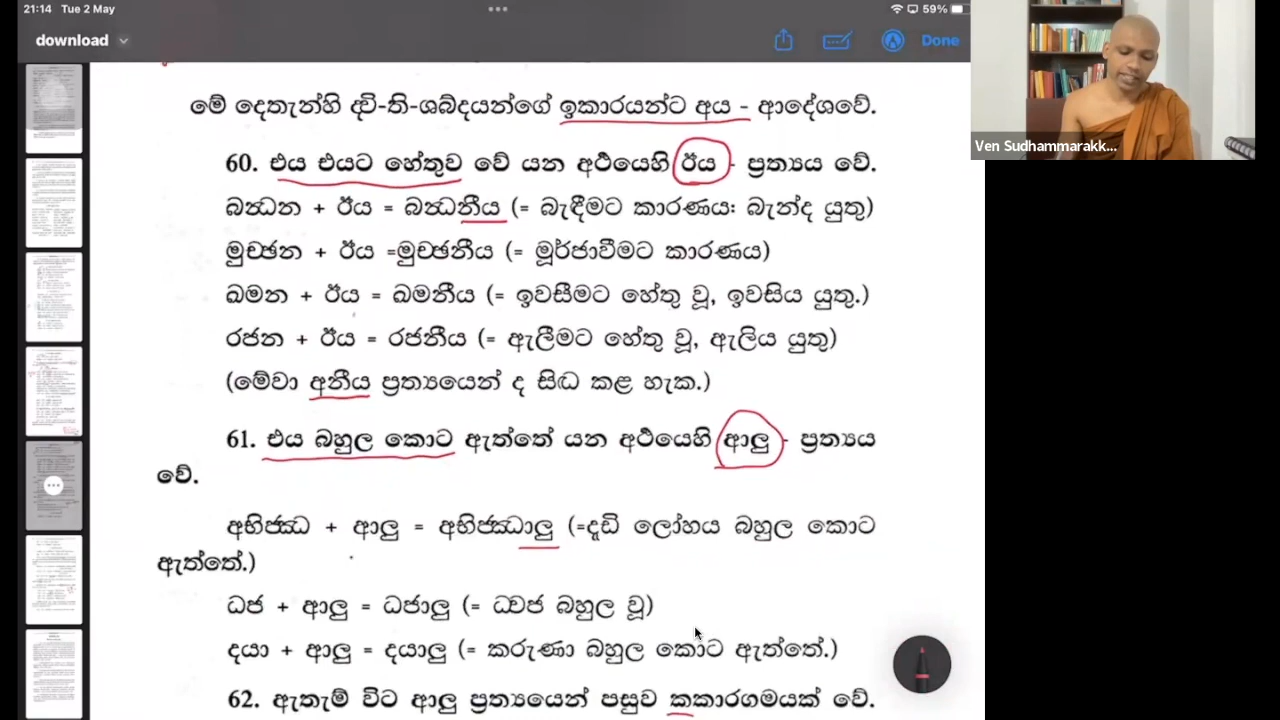 21:14 Tue 2 May
59%
download
Done
මේ දෙතැන්හි ද්වි-ති-ශබ්දයන්ගේ ඉකාරයන්ට අය - ආදේශවේ.
60. එය එයට හේතුව වේ යන අර්ථයෙහි ඊය - ප්‍රත්‍යය වේ.
බන්‍ධන + ඊය = බන්‍ධනීය (= බැඳීමට කාරණය: බැන්ද යුතු)
මුච්ඡන + ඊය =මුච්ඡනීය (= මූර්ජාවීමට කාරණය)
ඛමන + ඊය = ඛමනීය (= ඉවසීමට හේතු වූ, ඉවසිය යුතු.)
රජන + ඊය = රජනීය (= ඇලීමට හේතු වූ, ඇලිය යුතු)
(මේවා අනීය ප්‍රත්‍යයෙන් ද සිඬ කළ හැක.)
61. එය බහුල කොට ඇත්තේ යන අර්ථයෙහි ආලු - ප්‍රත්‍යය
වේ.
අභිජ්ඣ + ආලු = අභිජ්ඣාලු (=දැඩි ලෝභය බහුල කොට
ඇත්තේ.)
ධජ + ආලු = ධජාලු (= ධ්වජ බහුල වූ)
දයා + ආලු = දයාලු (= කරුණා බහුල කොට ඇත්තේ.)
62. ඇතැම් විට ආලු ප්‍රත්‍යයෙන් පසුව කකාරාගමයක් වේ.
Ven Sudhammarakk...